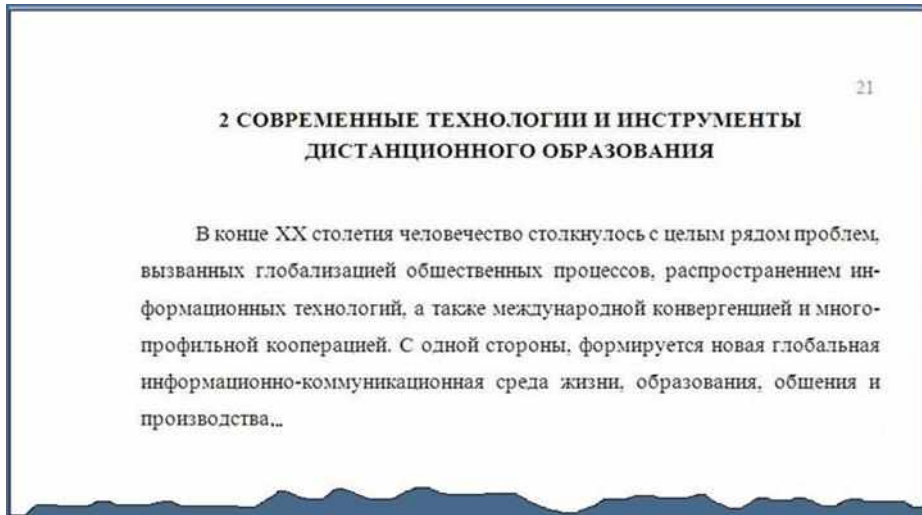 21
2 СОВРЕМЕННЫЕ ТЕХНОЛОГИИ И ИНСТРУМЕНТЫ
ДИСТАНЦИОННОГО ОБРАЗОВАНИЯ
В конце XX столетия человечество столкнулось с целым рядом проблем,
вызванных глобализацией общественных процессов, распространением ин-
формационных технологий, а также международной конвергенцией и много-
профильной кооперацией. С одной стороны, формируется новая глобальная
информационно-коммуникационная среда жизни, образования, общения и
производства...